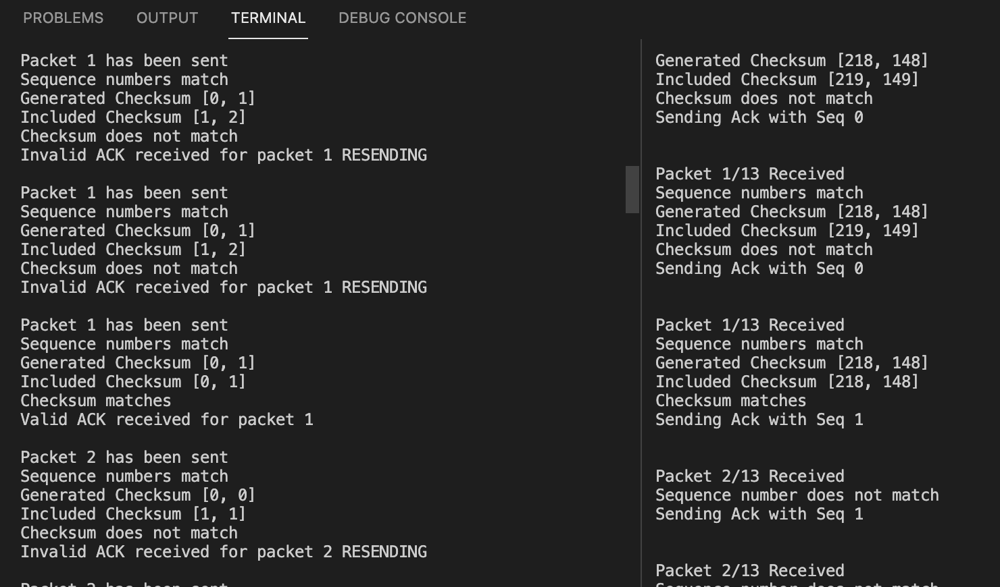 PROBLEMS OUTPUT TERMINAL DEBUG CONSOLE
Packet 1 has been sent
Sequence numbers match
Generated Checksum [0, 1]
Included Checksum [1, 2]
Checksum does not match
Invalid ACK received for packet 1 RESENDING
Packet 1 has been sent
Sequence numbers match
Generated Checksum [0, 1]
Included Checksum [1, 2]
Checksum does not match
Invalid ACK received for packet 1 RESENDING
Packet 1 has been sent
Sequence numbers match
Generated Checksum [0, 1]
Included Checksum [0, 1]
Checksum matches
Valid ACK received for packet 1
Packet 2 has been sent
Sequence numbers match
Generated Checksum [0, 0]
Included Checksum [1, 1]
Checksum does not match
Invalid ACK received for packet 2 RESENDING
Packet 2 has been sent
Generated Checksum [218, 148]
Included Checksum [219, 149]
Checksum does not match
Sending Ack with Seq 0
Packet 1/13 Received
Sequence numbers match
Generated Checksum [218, 148]
Included Checksum [219, 149]
Checksum does not match
Sending Ack with Seq 0
Packet 1/13 Received
Sequence numbers match
Generated Checksum [218, 148]
Included Checksum [218, 148]
Checksum matches
Sending Ack with Seq 1
Packet 2/13 Received
Sequence number does not match
Sending Ack with Seq 1
Packet 2/13 Received
Sequence number does not match